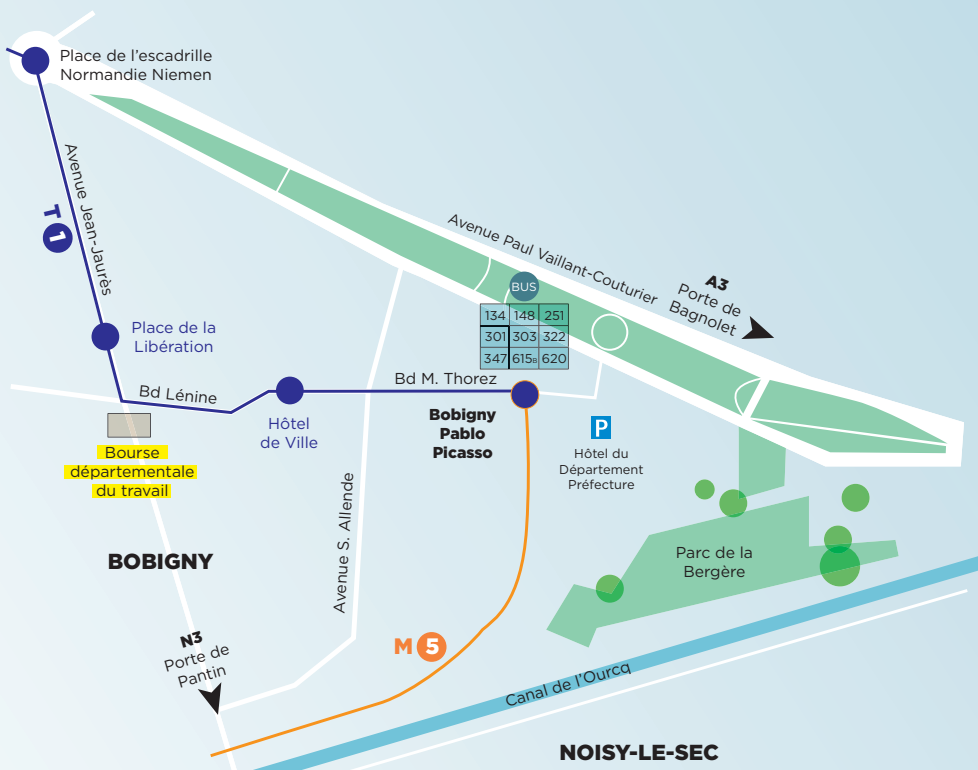 Place de l'escadrille
Normandie Niemen
Avenue Jean-Jaurès
T 1
Avenue Paul Vaillant-Couturier
A3
Porte de
Bagnolet
BUS
134 148 251
301 303 322
347 615B 620
Place de la
Libération
Bd Lénine
Bd M. Thorez
Hôtel
de Ville
Bobigny
Pablo
Picasso
P
Hôtel du
Département
Préfecture
Bourse
départementale
du travail
Avenue S. Allende
BOBIGNY
Parc de la
Bergère
N3
Porte de
Pantin
M 5
Canal de l'Ourcq
NOISY-LE-SEC